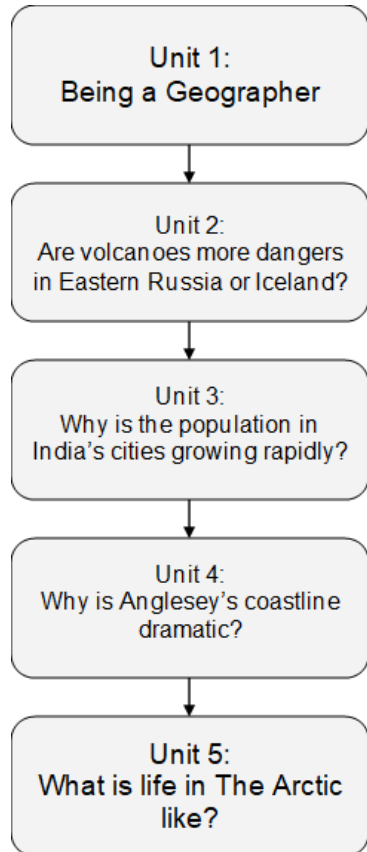 Unit 1:
Being a Geographer
Unit 2:
Are volcanoes more dangers
in Eastern Russia or Iceland?
Unit 3:
Why is the population in
India’s cities growing rapidly?
Unit 4:
Why is Anglesey’s coastline
dramatic?
Unit 5:
What is life in The Arctic
like?